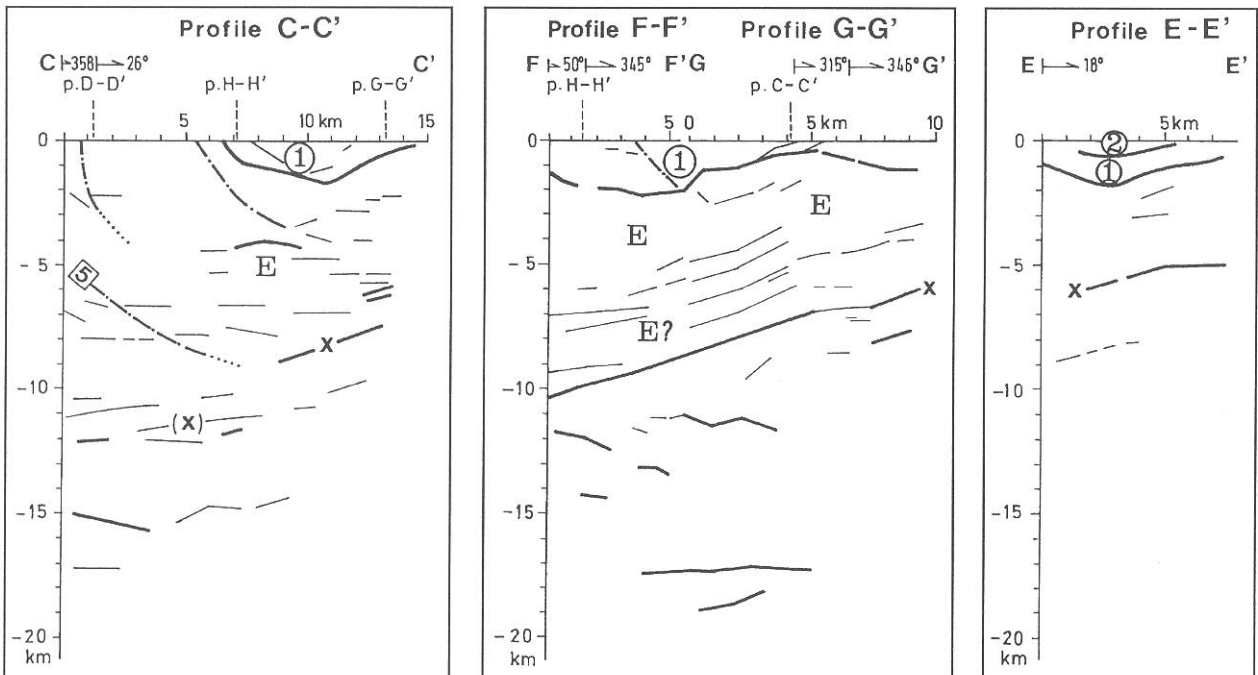 Profile C-C'
C 358 26° C'
p.D-D' p.H-H' p.G-G'
5 10 km 15
0
①
E
-5
5
x
-10
(x)
-15
-20
km
Profile F-F' Profile G-G'
F 50° 345° F'G 315° 346° G'
p.H-H' p.C-C'
5 0 5 km 10
0
①
E E
-5
x
E?
-10
-15
-20
km
Profile E-E'
E 18° E'
5 km
0
②
①
-5
x
-10
-15
-20
km